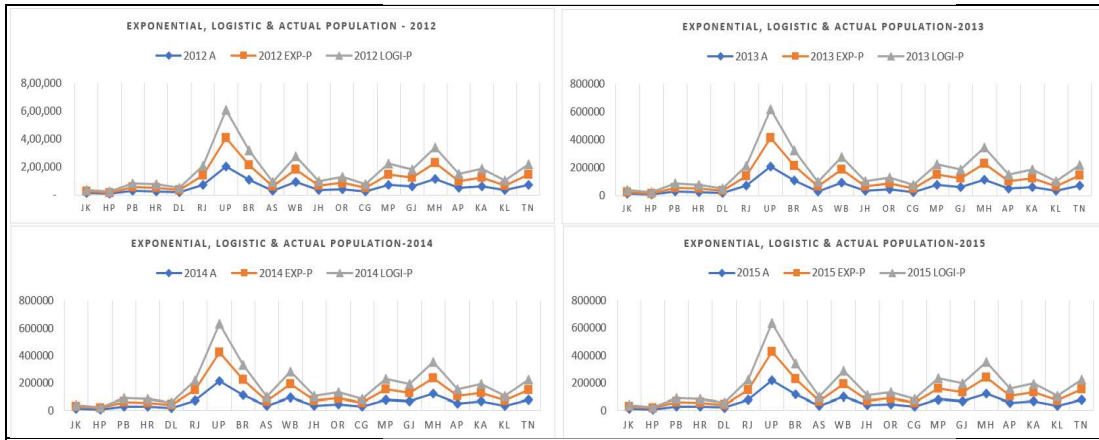 EXPONENTIAL, LOGISTIC & ACTUAL POPULATION - 2012
2012 A 2012 EXP-P 2012 LOGI-P
8,00,000
6,00,000
4,00,000
2,00,000
-
JK HP PB HR DL RJ UP BR AS WB JH OR CG MP GJ MH AP KA KL TN
EXPONENTIAL, LOGISTIC & ACTUAL POPULATION-2013
2013 A 2013 EXP-P 2013 LOGI-P
800000
600000
400000
200000
0
JK HP PB HR DL RJ UP BR AS WB JH OR CG MP GJ MH AP KA KL TN
EXPONENTIAL, LOGISTIC & ACTUAL POPULATION-2014
2014 A 2014 EXP-P 2014 LOGI-P
800000
600000
400000
200000
0
JK HP PB HR DL RJ UP BR AS WB JH OR CG MP GJ MH AP KA KL TN
EXPONENTIAL, LOGISTIC & ACTUAL POPULATION-2015
2015 A 2015 EXP-P 2015 LOGI-P
800000
600000
400000
200000
0
JK HP PB HR DL RJ UP BR AS WB JH OR CG MP GJ MH AP KA KL TN